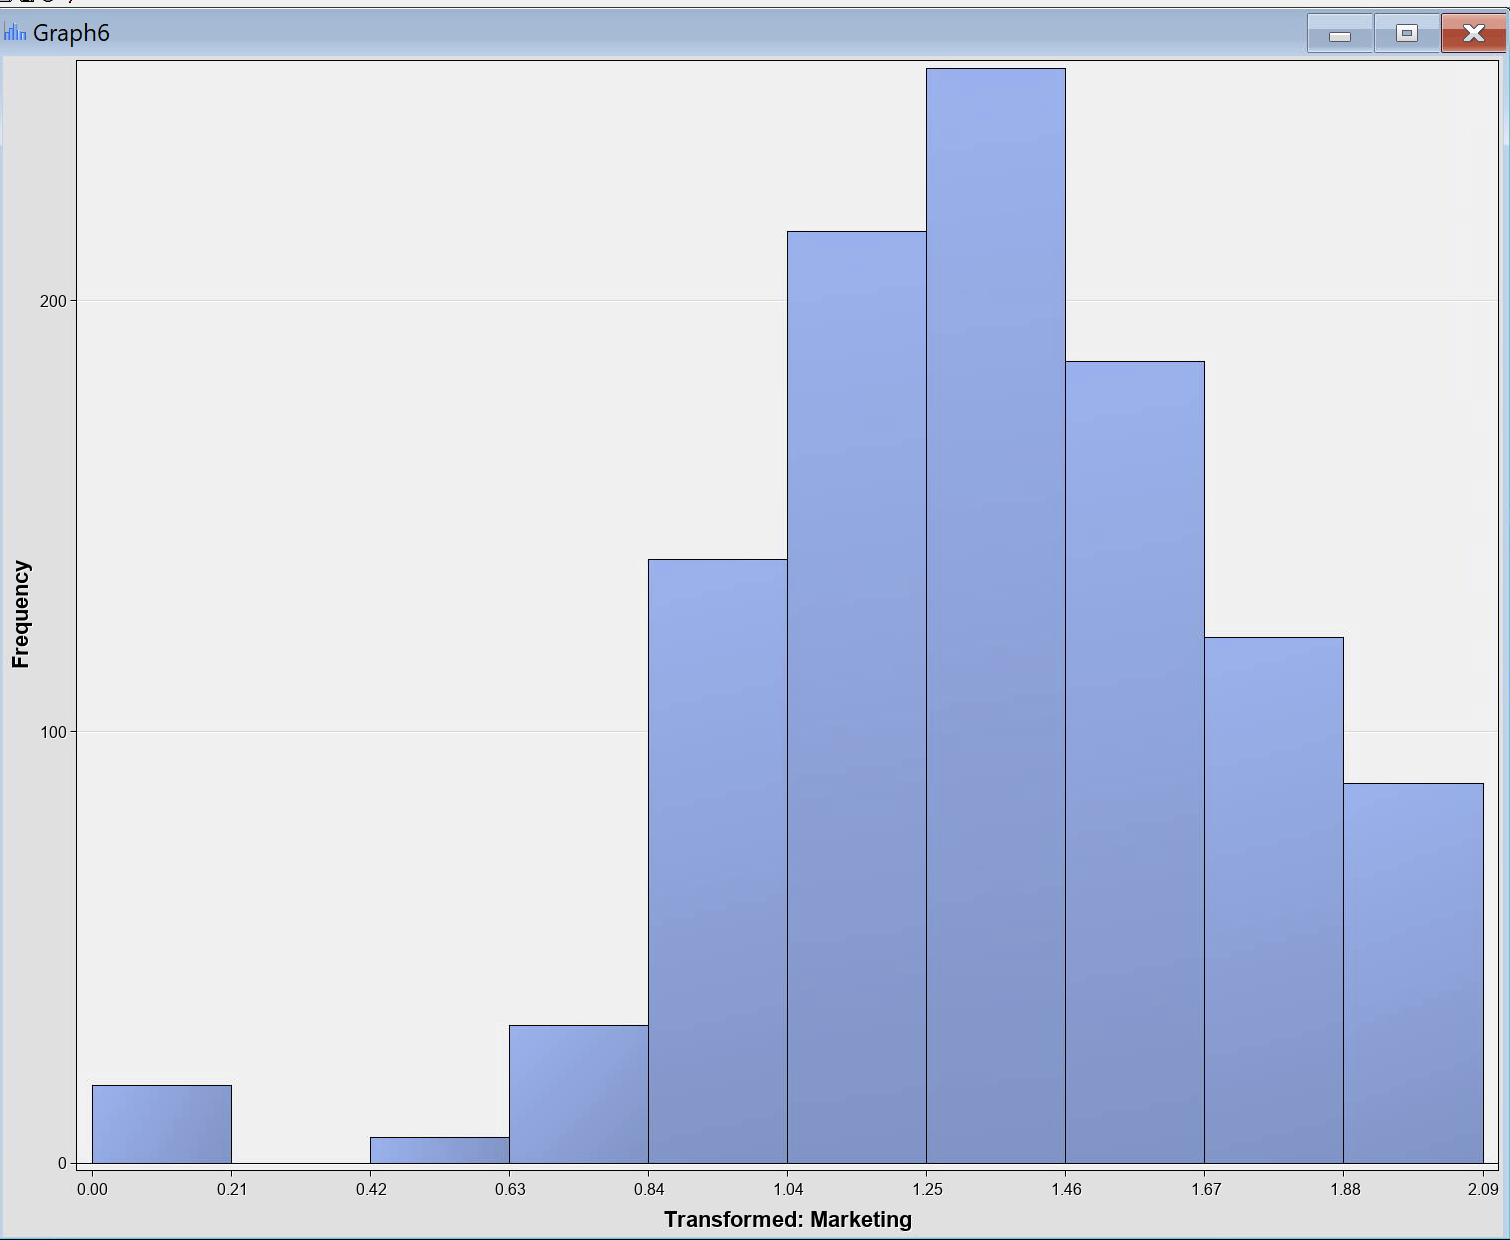 Graph6
200
100
0
Frequency
0.00 0.21 0.42 0.63 0.84 1.04 1.25 1.46 1.67 1.88 2.09
Transformed: Marketing